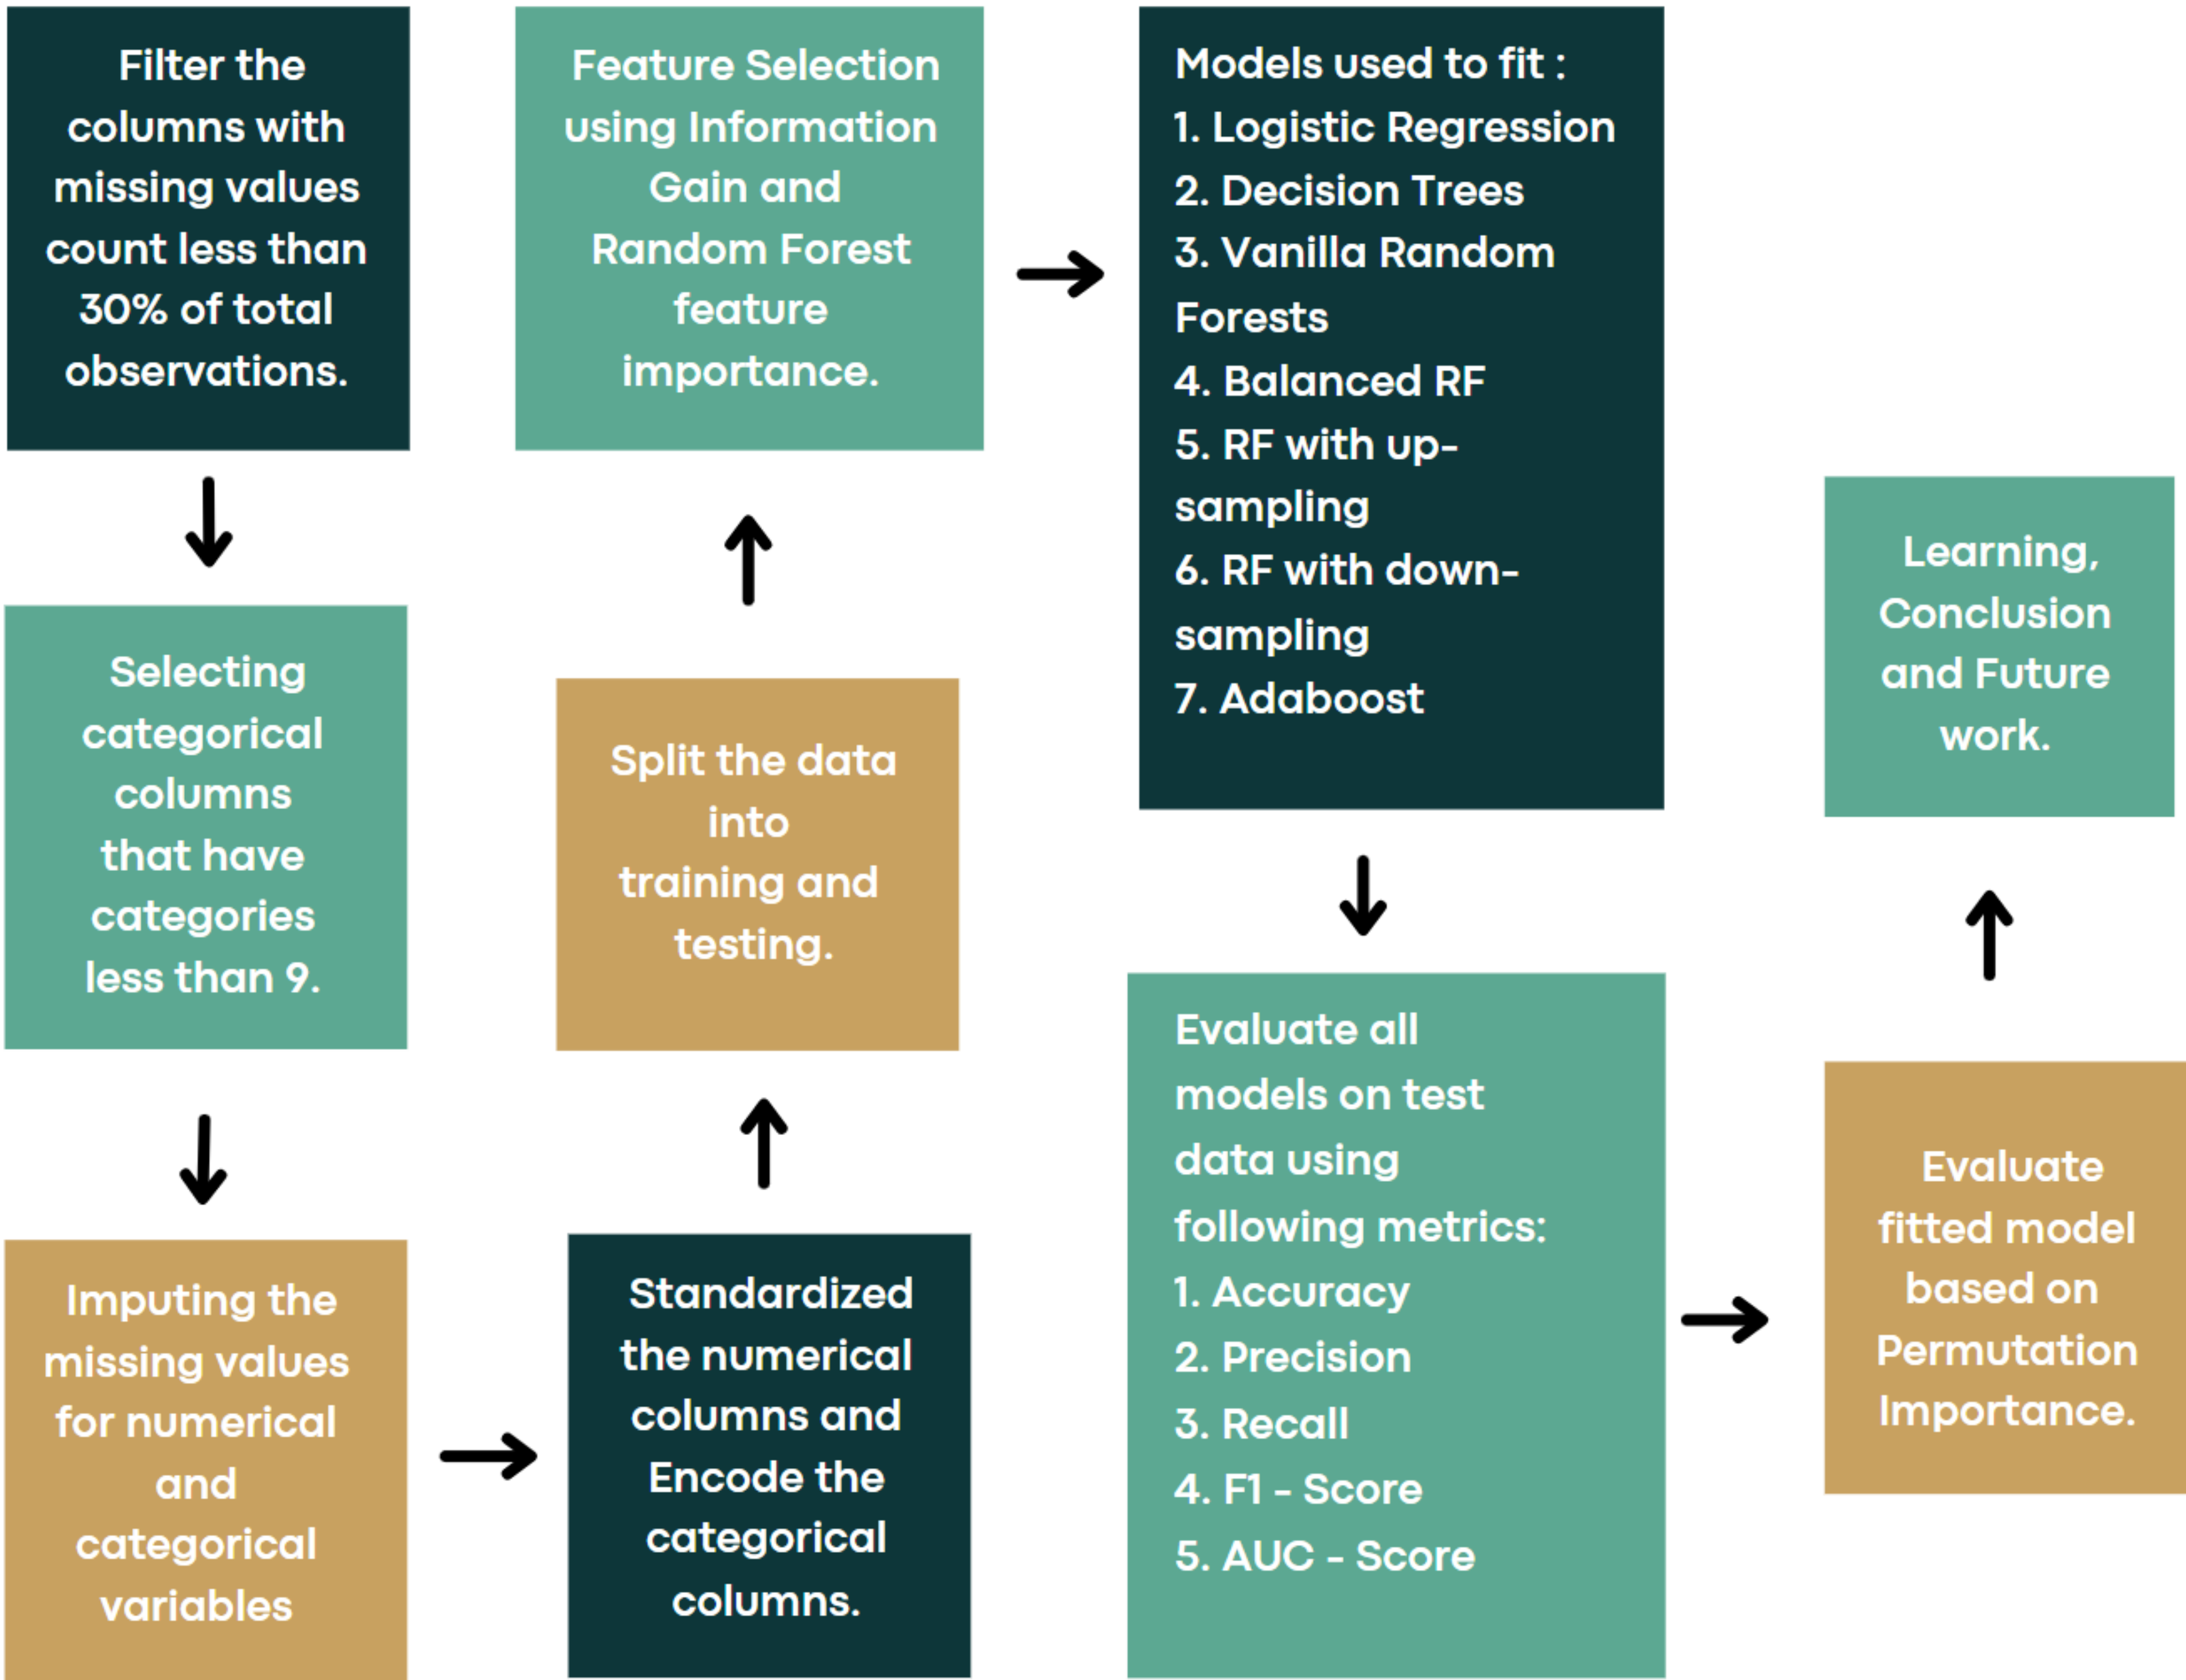 Filter the
columns with
missing values
count less than
30% of total
observations.
Selecting
categorical
columns
that have
categories
less than 9.
Imputing the
missing values
for numerical
and
categorical
variables
Standardized
the numerical
columns and
Encode the
categorical
columns.
Split the data
into
training and
testing.
Feature Selection
using Information
Gain and
Random Forest
feature
importance.
Models used to fit :
1. Logistic Regression
2. Decision Trees
3. Vanilla Random
Forests
4. Balanced RF
5. RF with up-
sampling
6. RF with down-
sampling
7. Adaboost
Evaluate all
models on test
data using
following metrics:
1. Accuracy
2. Precision
3. Recall
4. F1 - Score
5. AUC - Score
Evaluate
fitted model
based on
Permutation
Importance.
Learning,
Conclusion
and Future
work.